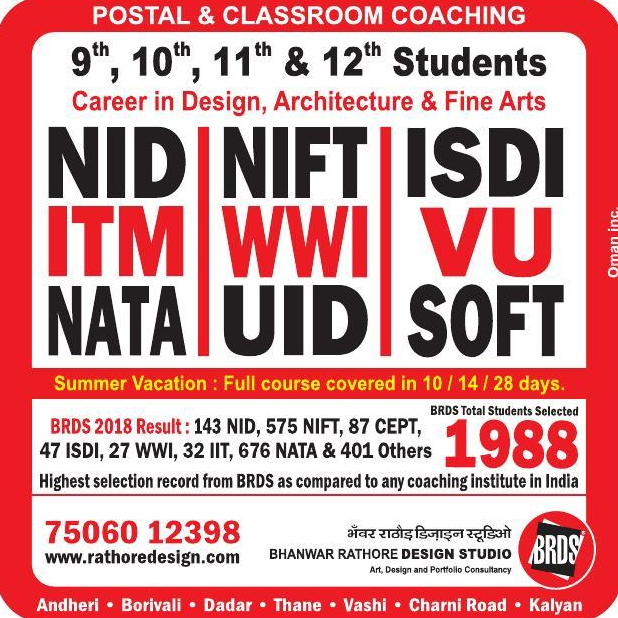 POSTAL & CLASSROOM COACHING
9th, 10th, 11th & 12th Students
Career in Design, Architecture & Fine Arts
NID | NIFT | ISDI
ITM | WWI | VU
NATA | UID | SOFT
Oman inc.
Summer Vacation : Full course covered in 10 / 14 / 28 days.
BRDS 2018 Result : 143 NID, 575 NIFT, 87 CEPT,
47 ISDI, 27 WWI, 32 IIT, 676 NATA & 401 Others
BRDS Total Students Selected
1988
Highest selection record from BRDS as compared to any coaching institute in India
75060 12398
www.rathoredesign.com
भँवर राठौड़ डिज़ाइन स्टूडिओ
BHANWAR RATHORE DESIGN STUDIO
Art, Design and Portfolio Consultancy
BRDS
Andheri • Borivali • Dadar • Thane • Vashi • Charni Road • Kalyan